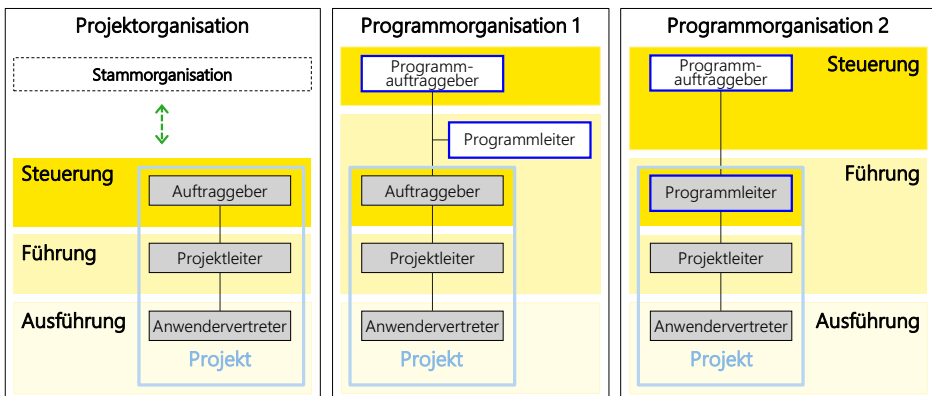 Projektorganisation
Stammorganisation
Steuerung
Auftraggeber
Führung
Projektleiter
Ausführung
Anwendervertreter
Projekt
Programmorganisation 1
Programm-
auftraggeber
Programmleiter
Auftraggeber
Projektleiter
Anwendervertreter
Projekt
Programmorganisation 2
Programm-
auftraggeber
Steuerung
Programmleiter
Führung
Projektleiter
Anwendervertreter
Ausführung
Projekt